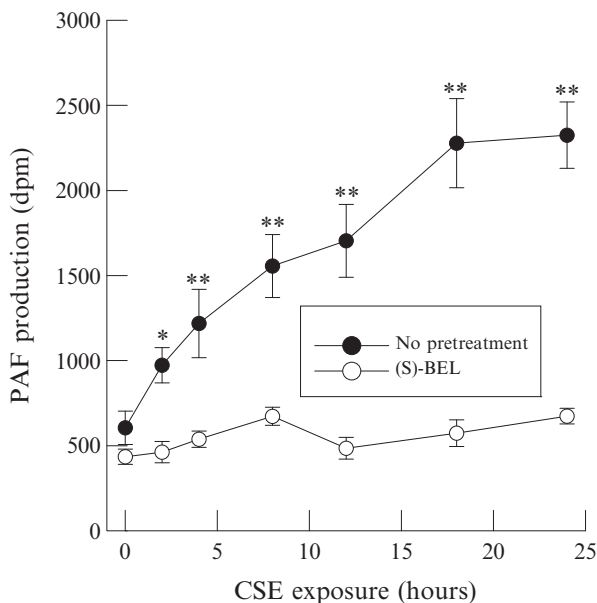 3000
2500
2000
1500
1000
500
0
PAF production (dpm)
*
**
**
**
**
**
No pretreatment
(S)-BEL
0 5 10 15 20 25
CSE exposure (hours)